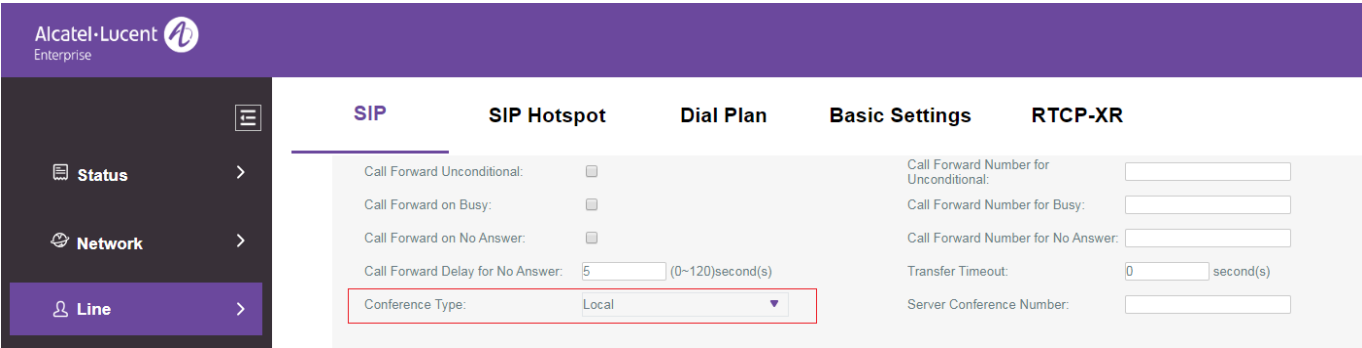 Alcatel·Lucent
Enterprise
SIP SIP Hotspot Dial Plan Basic Settings RTCP-XR
Status
Network
Line
Call Forward Unconditional: Call Forward Number for Unconditional:
Call Forward on Busy: Call Forward Number for Busy:
Call Forward on No Answer: Call Forward Number for No Answer:
Call Forward Delay for No Answer: 5 (0~120)second(s) Transfer Timeout: 0 second(s)
Conference Type: Local Server Conference Number: